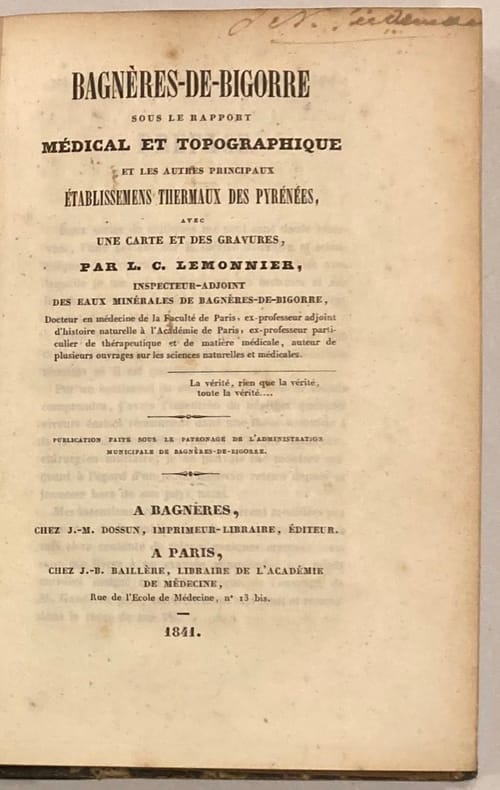 BAGNÈRES-DE-BIGORRE
SOUS LE RAPPORT
MÉDICAL ET TOPOGRAPHIQUE
ET LES AUTRES PRINCIPAUX
ÉTABLISSEMENS THERMAUX DES PYRÉNÉES,
AVEC
UNE CARTE ET DES GRAVURES,
PAR L. C. LEMONNIER,
INSPECTEUR-ADJOINT
DES EAUX MINÉRALES DE BAGNÈRES-DE-BIGORRE,
Docteur en médecine de la Faculté de Paris, ex-professeur adjoint
d'histoire naturelle à l'Académie de Paris, ex-professeur parti-
culier de thérapeutique et de matière médicale, auteur de
plusieurs ouvrages sur les sciences naturelles et médicales.
La vérité, rien que la vérité,
toute la vérité....
PUBLICATION FAITE SOUS LE PATRONAGE DE L'ADMINISTRATION
MUNICIPALE DE BAGNÈRES-DE-BIGORRE.
A BAGNÈRES,
CHEZ J.-M. DOSSUN, IMPRIMEUR-LIBRAIRE, ÉDITEUR.
A PARIS,
CHEZ J.-B. BAILLÈRE, LIBRAIRE DE L'ACADÉMIE
DE MÉDECINE,
Rue de l'Ecole de Médecine, n° 13 bis.
1841.